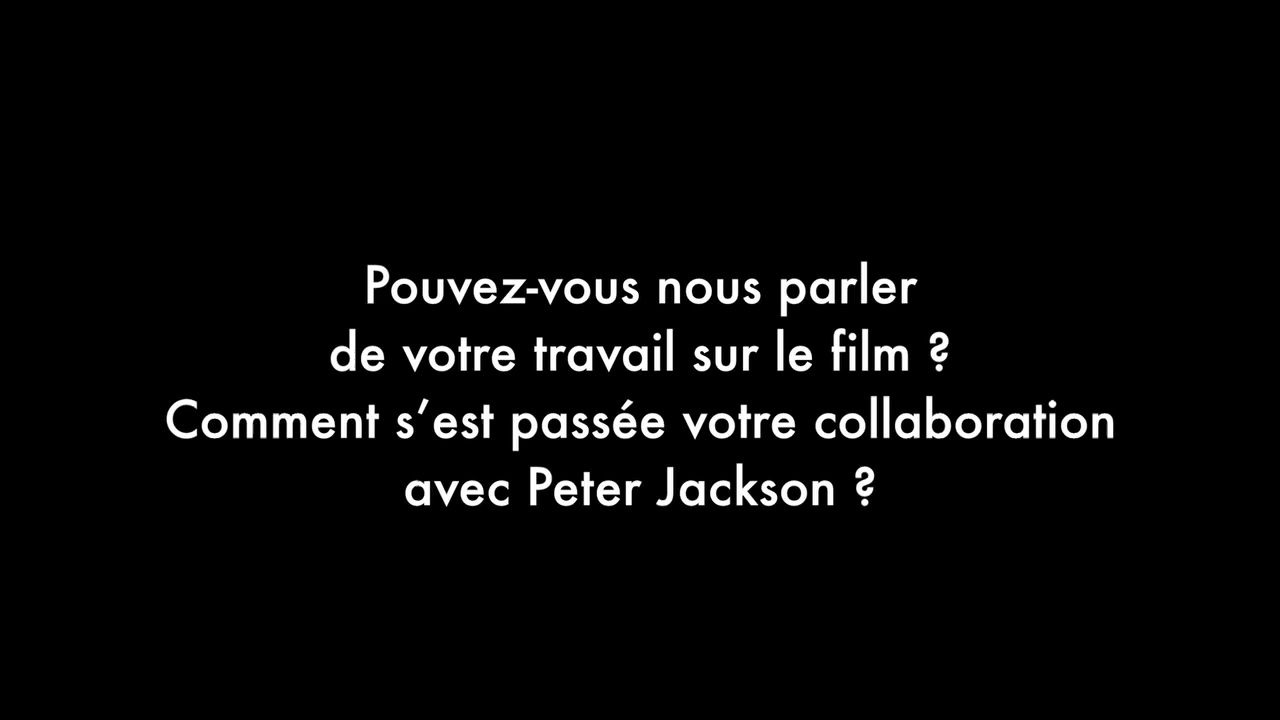 Pouvez-vous nous parler
de votre travail sur le film ?
Comment s’est passée votre collaboration
avec Peter Jackson ?